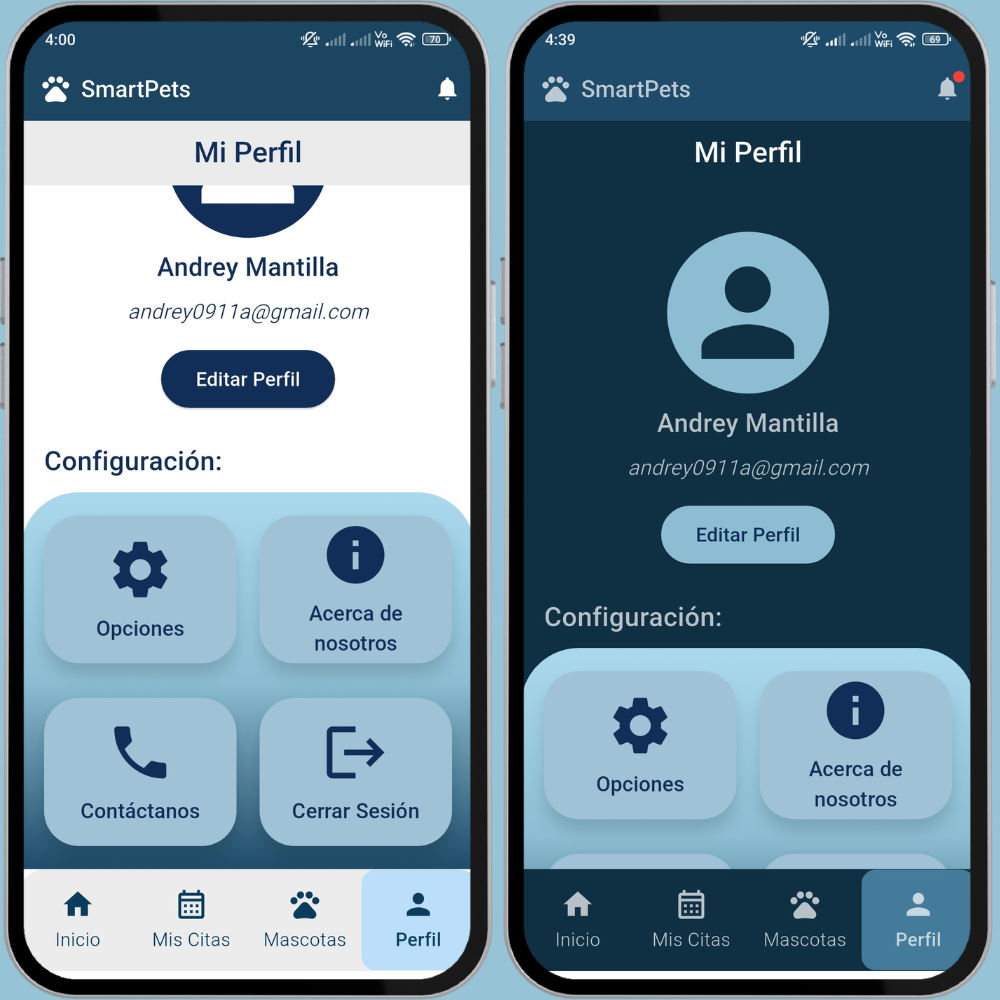 4:00
Vo
WiFi
70
SmartPets
Mi Perfil
Andrey Mantilla
andrey0911a@gmail.com
Editar Perfil
Configuración:
Opciones
Acerca de
nosotros
Contáctanos
Cerrar Sesión
Inicio
Mis Citas
Mascotas
Perfil
4:39
Vo
WiFi
69
SmartPets
Mi Perfil
Andrey Mantilla
andrey0911a@gmail.com
Editar Perfil
Configuración:
Opciones
Acerca de
nosotros
Inicio
Mis Citas
Mascotas
Perfil